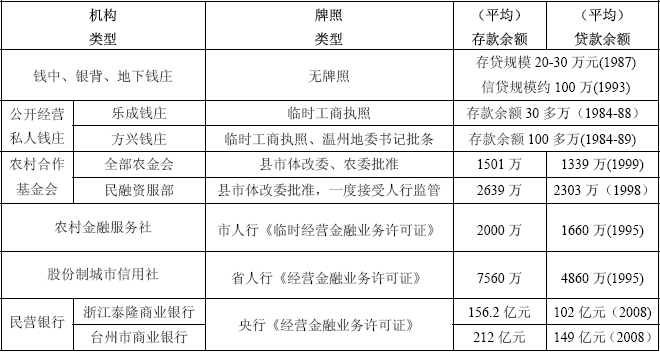 机构 牌照 （平均） （平均）
类型 类型 存款余额 贷款余额
钱中、银背、地下钱庄 无牌照 存贷规模 20-30 万元(1987)
信贷规模约 100 万(1993)
公开经营 乐成钱庄 临时工商执照 存款余额 30 多万（1984-88）
私人钱庄 方兴钱庄 临时工商执照、温州地委书记批条 存款余额 100 多万(1984-89)
农村合作 全部农金会 县市体改委、农委批准 1501 万 1339 万(1999)
基金会 民融资服部 县市体改委批准，一度接受人行监管 2639 万 2303 万（1998）
农村金融服务社 市人行《临时经营金融业务许可证》 2000 万 1660 万(1995)
股份制城市信用社 省人行《经营金融业务许可证》 7560 万 4860 万(1995)
民营银行 浙江泰隆商业银行 央行《经营金融业务许可证》 156.2 亿元 102 亿元（2008)
台州市商业银行 212 亿元 149 亿元（2008）